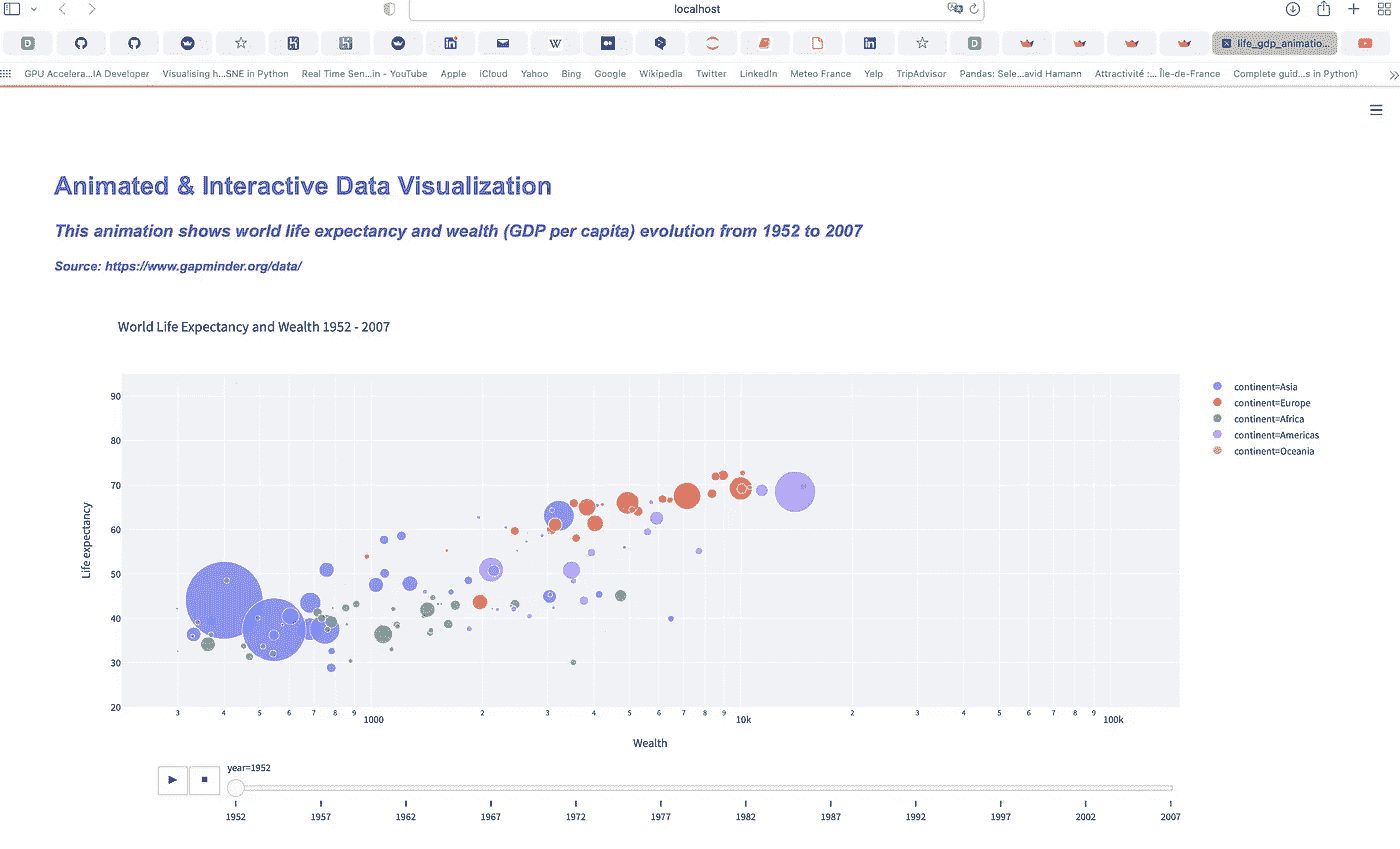 localhost
life_gdp_animatio...
GPU Accelera...IA Developer Visualising h...SNE in Python Real Time Sen...in - YouTube Apple iCloud Yahoo Bing Google Wikipedia Twitter LinkedIn Meteo France Yelp TripAdvisor Pandas: Sele...avid Hamann Attractivité :... Île-de-France Complete guid...s in Python)
Animated & Interactive Data Visualization
This animation shows world life expectancy and wealth (GDP per capita) evolution from 1952 to 2007
Source: https://www.gapminder.org/data/
World Life Expectancy and Wealth 1952 - 2007
continent=Asia
continent=Europe
continent=Africa
continent=Americas
continent=Oceania
Life expectancy
90
80
70
60
50
40
30
20
3 4 5 6 7 8 9 1000 2 3 4 5 6 7 8 9 10k 2 3 4 5 6 7 8 9 100k
Wealth
year=1952
1952 1957 1962 1967 1972 1977 1982 1987 1992 1997 2002 2007